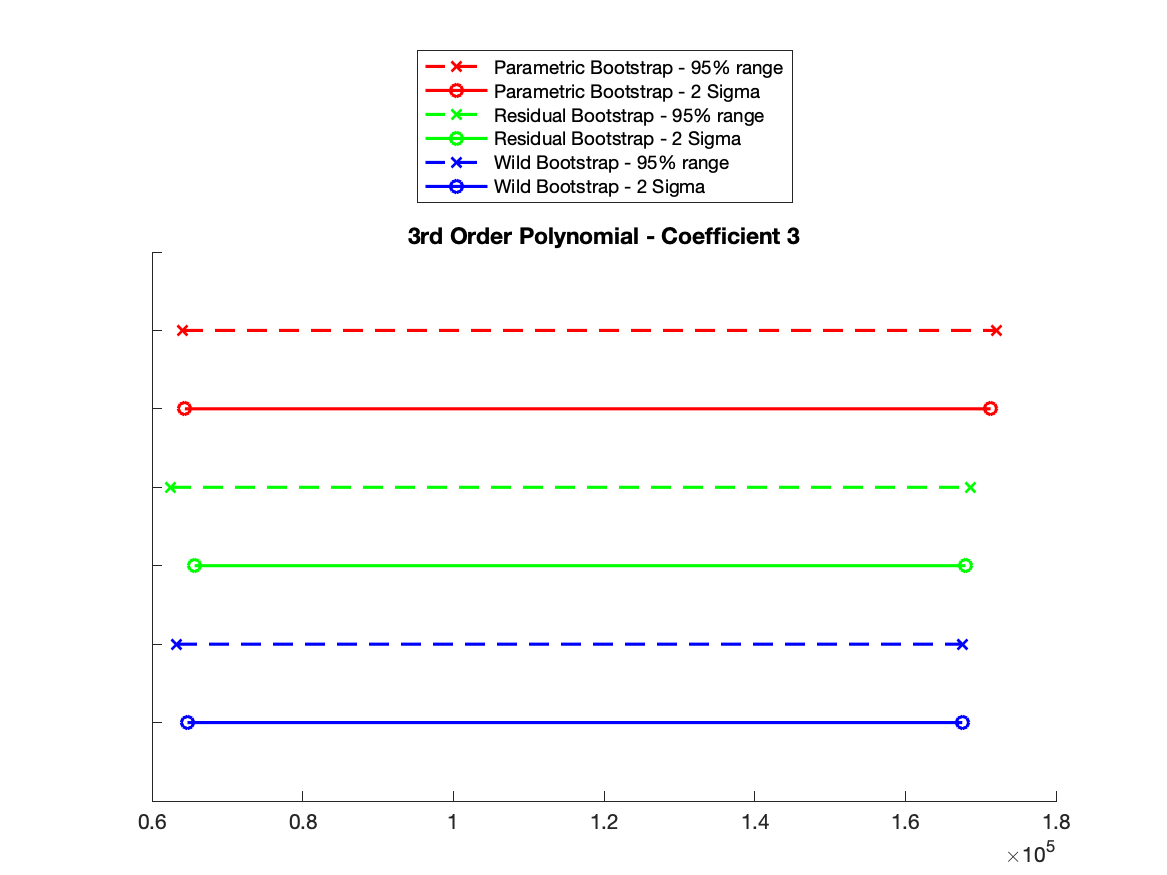 Parametric Bootstrap - 95% range
Parametric Bootstrap - 2 Sigma
Residual Bootstrap - 95% range
Residual Bootstrap - 2 Sigma
Wild Bootstrap - 95% range
Wild Bootstrap - 2 Sigma
3rd Order Polynomial - Coefficient 3
0.6 0.8 1 1.2 1.4 1.6 1.8
×10⁵